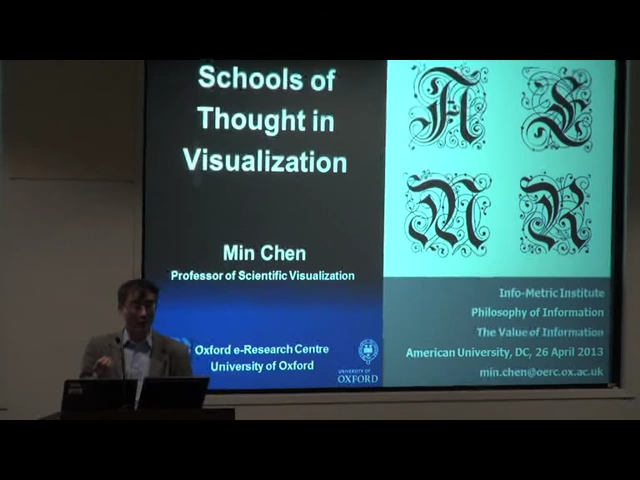 Schools of
Thought in
Visualization
Min Chen
Professor of Scientific Visualization
Oxford e-Research Centre
University of Oxford
UNIVERSITY OF
OXFORD
A
E
M
R
Info-Metric Institute
Philosophy of Information
The Value of Information
American University, DC, 26 April 2013
min.chen@oerc.ox.ac.uk